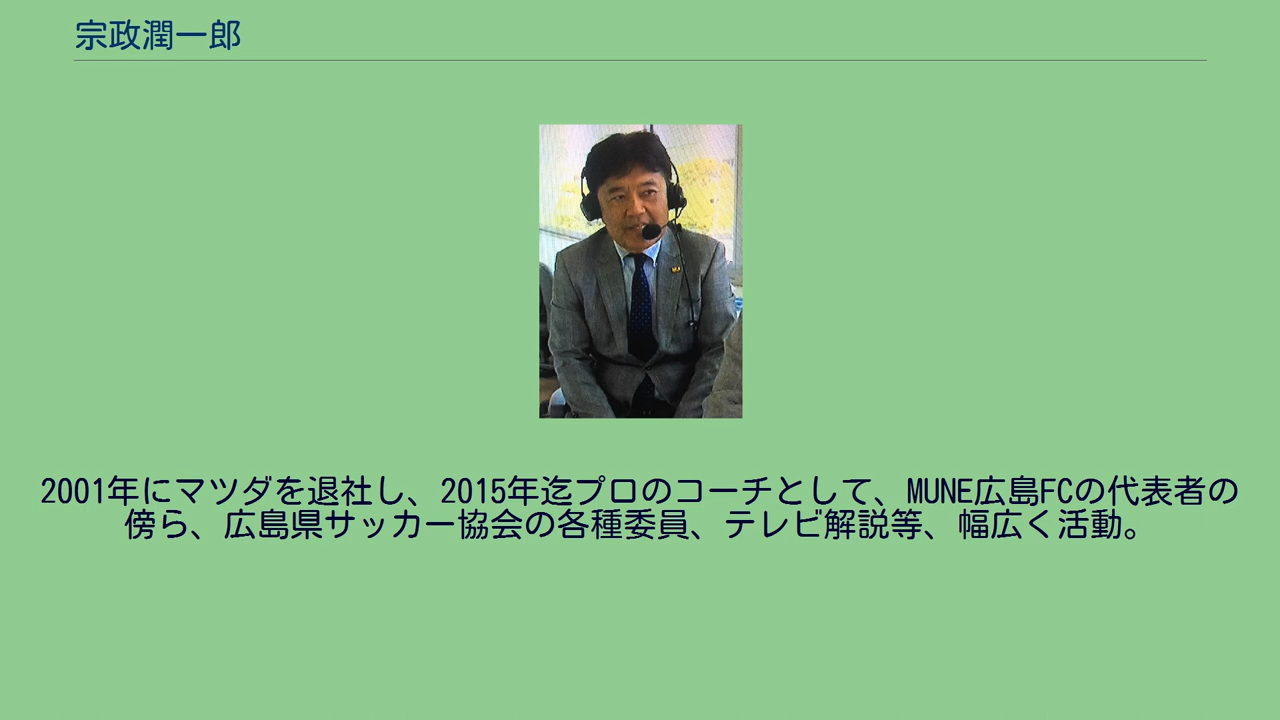 宗政潤一郎
2001年にマツダを退社し、2015年迄プロのコーチとして、MUNE広島FCの代表者の
傍ら、広島県サッカー協会の各種委員、テレビ解説等、幅広く活動。